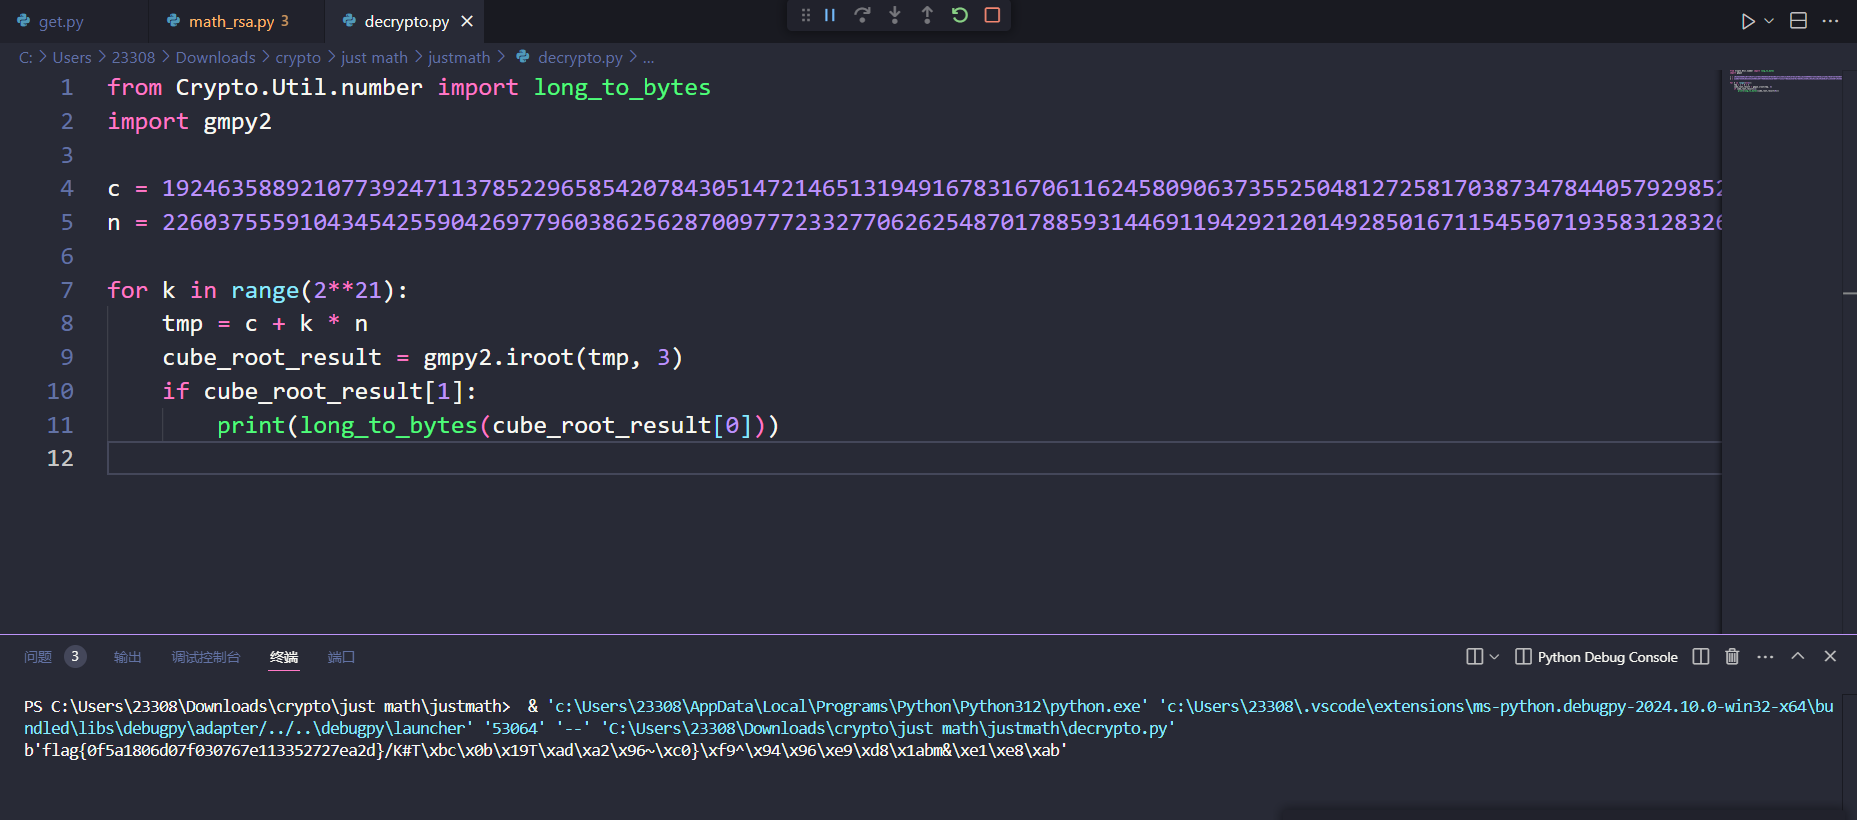 get.py math_rsa.py 3 decrypto.py
C: > Users > 23308 > Downloads > crypto > just math > justmath > decrypto.py > ...
1 from Crypto.Util.number import long_to_bytes
2 import gmpy2
3
4 c = 192463588921077392471137852296585420784305147214651319491678316706116245809063735525048127258170387347844057929852
5 n = 226037555910434542559042697796038625628700977723327706262548701788593144691194292120149285016711545507193583128326
6
7 for k in range(2**21):
8 tmp = c + k * n
9 cube_root_result = gmpy2.iroot(tmp, 3)
10 if cube_root_result[1]:
11 print(long_to_bytes(cube_root_result[0]))
12
问题 3 输出 调试控制台 终端 端口 Python Debug Console
PS C:\Users\23308\Downloads\crypto\just math\justmath> & 'c:\Users\23308\AppData\Local\Programs\Python\Python312\python.exe' 'c:\Users\23308\.vscode\extensions\ms-python.debugpy-2024.10.0-win32-x64\bu
ndled\libs\debugpy\adapter/../..\debugpy\launcher' '53064' '--' 'C:\Users\23308\Downloads\crypto\just math\justmath\decrypto.py'
b'flag{0f5a1806d07f030767e113352727ea2d}/K#T\xbc\x0b\x19T\xad\xa2\x96~\xc0}\xf9^\x94\x96\xe9\xd8\x1abm&\xe1\xe8\xab'